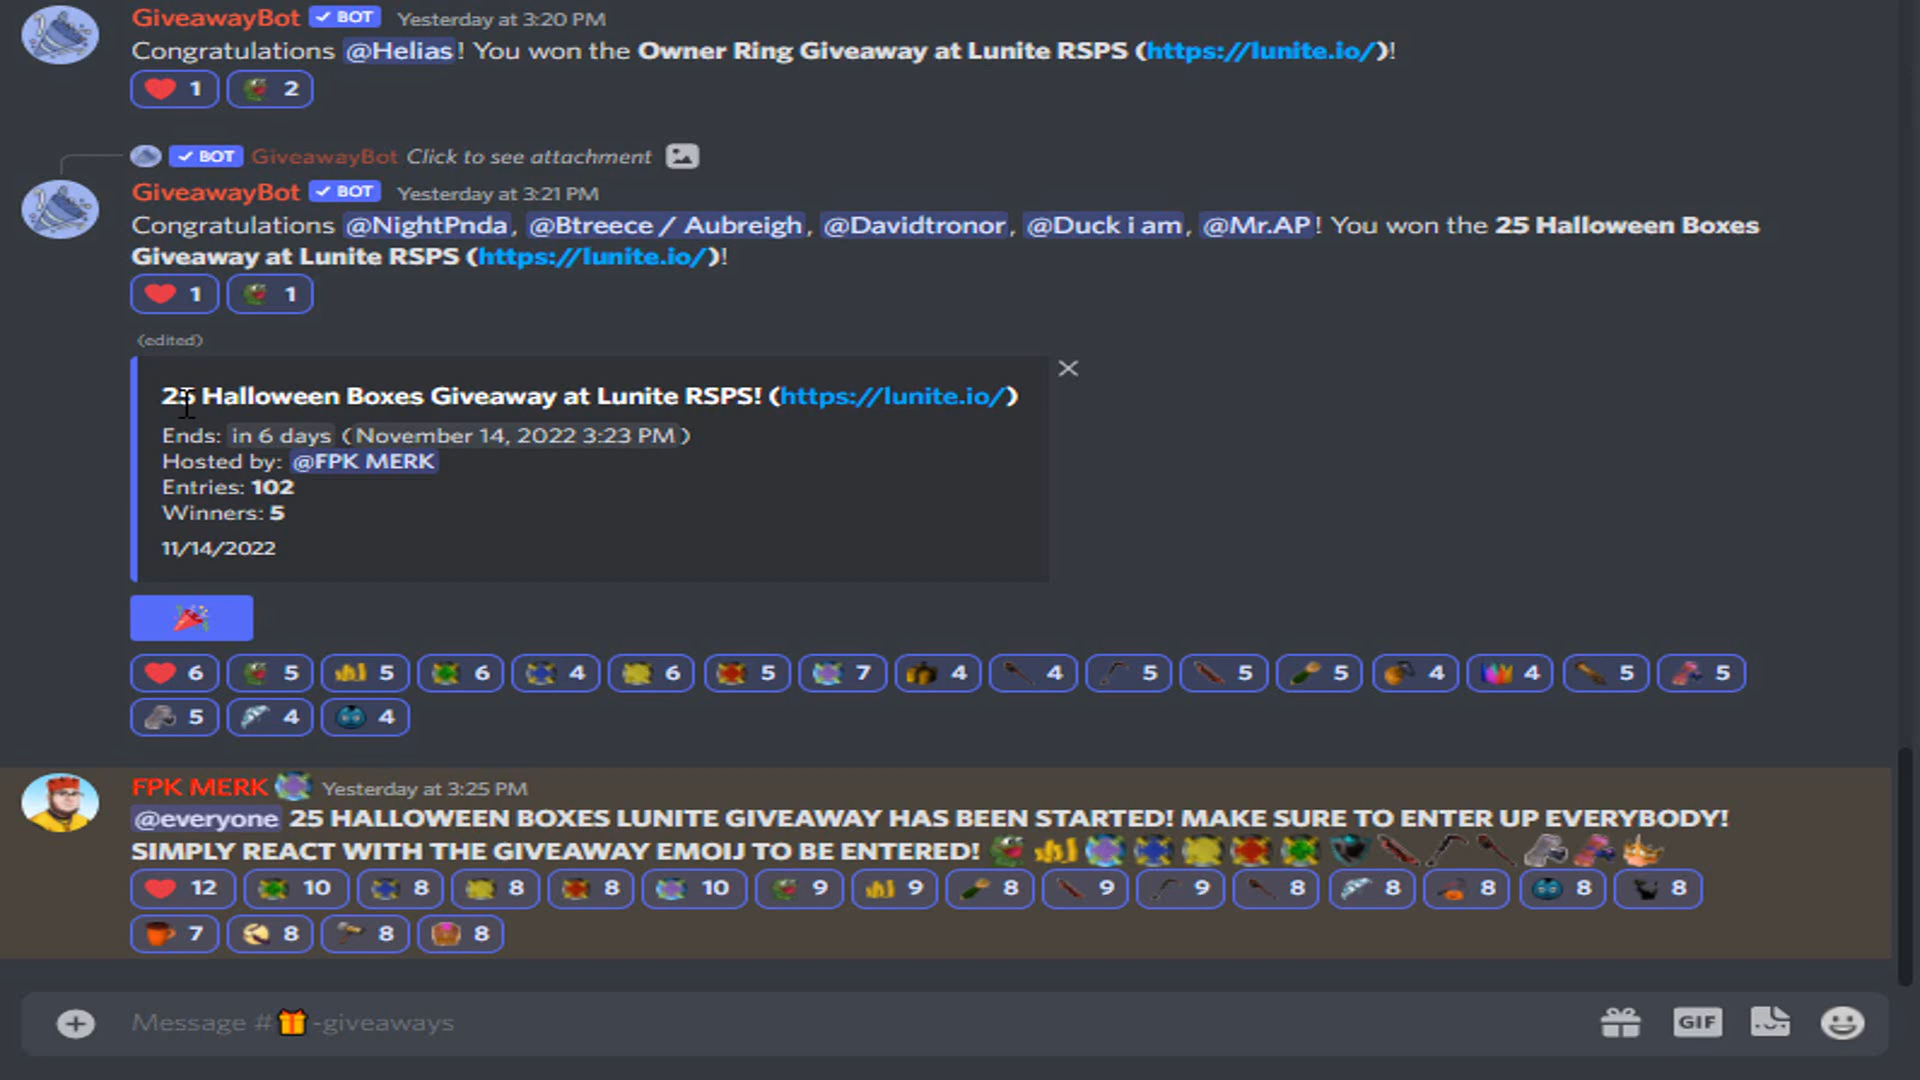 GiveawayBot ✓ BOT Yesterday at 3:20 PM
Congratulations @Helias! You won the Owner Ring Giveaway at Lunite RSPS (https://lunite.io/)!
1 2
✓ BOT GiveawayBot Click to see attachment
GiveawayBot ✓ BOT Yesterday at 3:21 PM
Congratulations @NightPnda, @Btreece / Aubreigh, @Davidtronor, @Duck i am, @Mr.AP! You won the 25 Halloween Boxes
Giveaway at Lunite RSPS (https://lunite.io/)!
1 1
(edited)
25 Halloween Boxes Giveaway at Lunite RSPS! (https://lunite.io/)
Ends: in 6 days (November 14, 2022 3:23 PM)
Hosted by: @FPK MERK
Entries: 102
Winners: 5
11/14/2022
6 5 5 6 4 6 5 7 4 4 5 5 5 4 4 5 5
5 4 4
FPK MERK Yesterday at 3:25 PM
@everyone 25 HALLOWEEN BOXES LUNITE GIVEAWAY HAS BEEN STARTED! MAKE SURE TO ENTER UP EVERYBODY!
SIMPLY REACT WITH THE GIVEAWAY EMOIJ TO BE ENTERED!
12 10 8 8 8 10 9 9 8 9 9 8 8 8 8 8
7 8 8 8
Message #🎁-giveaways
GIF